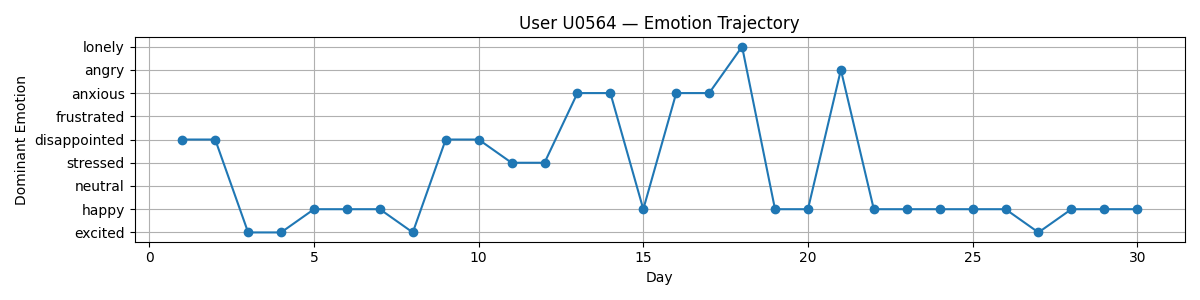 User U0564 — Emotion Trajectory
Dominant Emotion
lonely
angry
anxious
frustrated
disappointed
stressed
neutral
happy
excited
0 5 10 15 20 25 30
Day